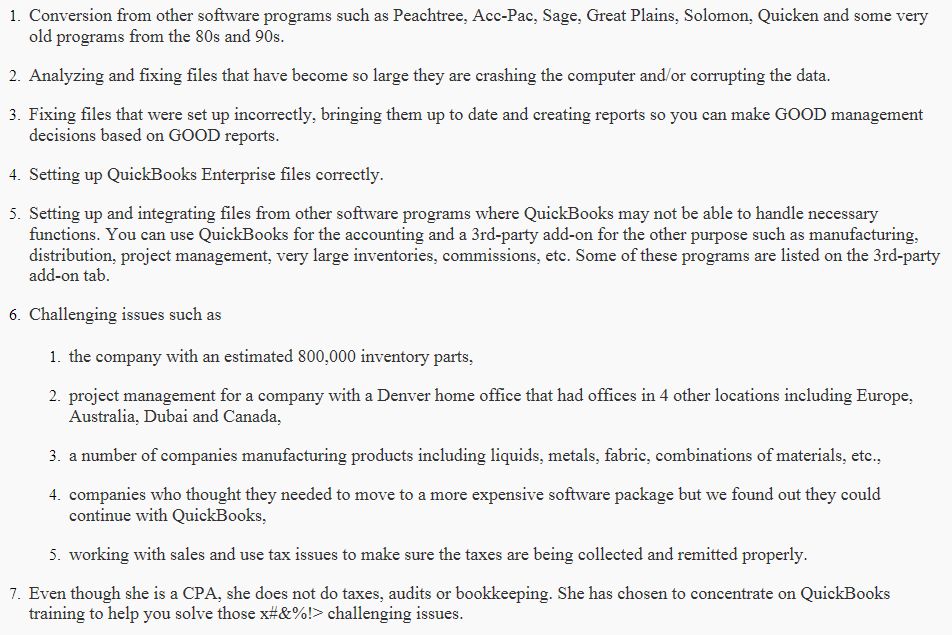 1. Conversion from other software programs such as Peachtree, Acc-Pac, Sage, Great Plains, Solomon, Quicken and some very
old programs from the 80s and 90s.
2. Analyzing and fixing files that have become so large they are crashing the computer and/or corrupting the data.
3. Fixing files that were set up incorrectly, bringing them up to date and creating reports so you can make GOOD management
decisions based on GOOD reports.
4. Setting up QuickBooks Enterprise files correctly.
5. Setting up and integrating files from other software programs where QuickBooks may not be able to handle necessary
functions. You can use QuickBooks for the accounting and a 3rd-party add-on for the other purpose such as manufacturing,
distribution, project management, very large inventories, commissions, etc. Some of these programs are listed on the 3rd-party
add-on tab.
6. Challenging issues such as
1. the company with an estimated 800,000 inventory parts,
2. project management for a company with a Denver home office that had offices in 4 other locations including Europe,
Australia, Dubai and Canada,
3. a number of companies manufacturing products including liquids, metals, fabric, combinations of materials, etc.,
4. companies who thought they needed to move to a more expensive software package but we found out they could
continue with QuickBooks,
5. working with sales and use tax issues to make sure the taxes are being collected and remitted properly.
7. Even though she is a CPA, she does not do taxes, audits or bookkeeping. She has chosen to concentrate on QuickBooks
training to help you solve those x#&%!> challenging issues.